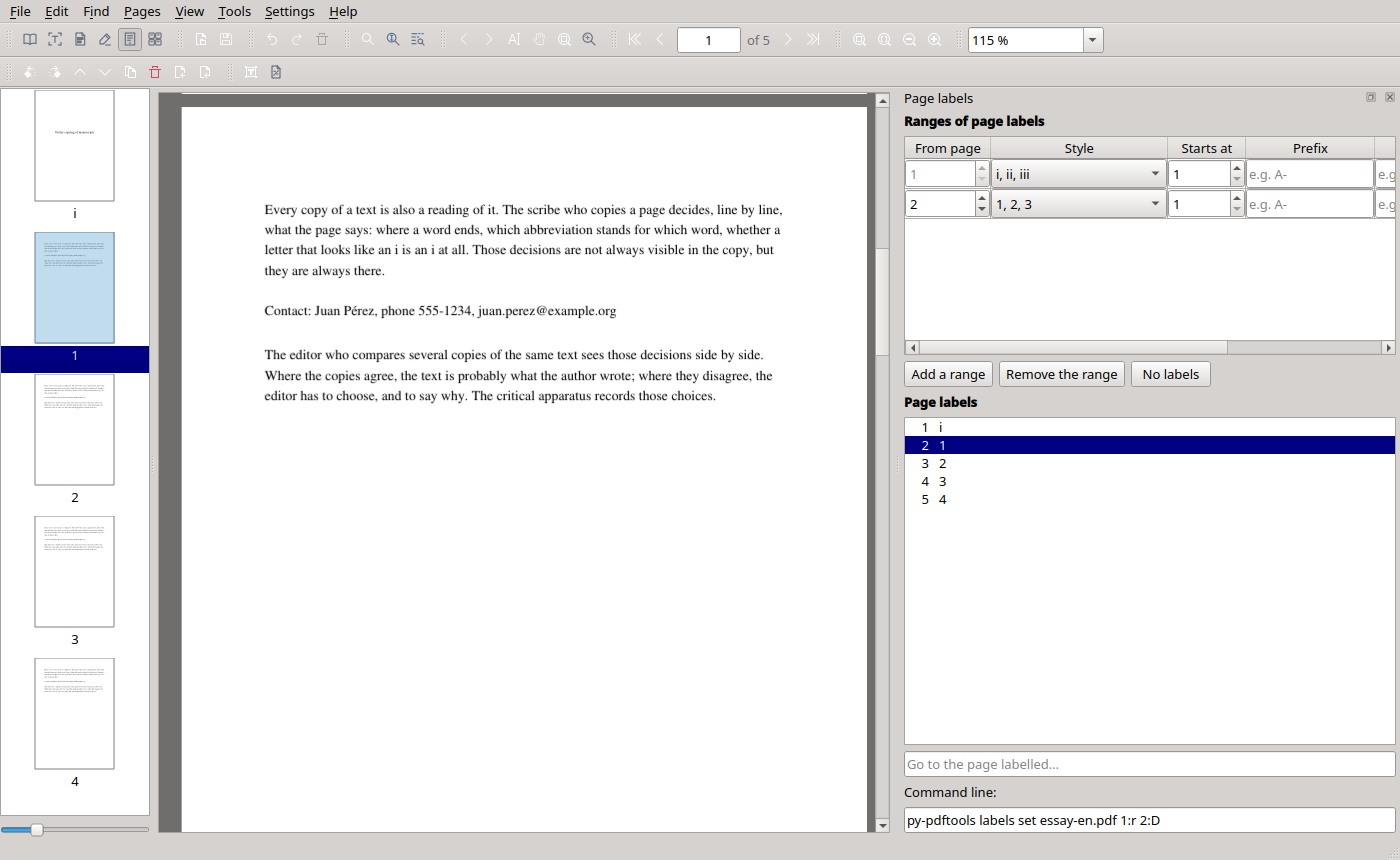 File Edit Find Pages View Tools Settings Help
1 of 5 115 %
i
1
2
3
4
Every copy of a text is also a reading of it. The scribe who copies a page decides, line by line,
what the page says: where a word ends, which abbreviation stands for which word, whether a
letter that looks like an i is an i at all. Those decisions are not always visible in the copy, but
they are always there.
Contact: Juan Pérez, phone 555-1234, juan.perez@example.org
The editor who compares several copies of the same text sees those decisions side by side.
Where the copies agree, the text is probably what the author wrote; where they disagree, the
editor has to choose, and to say why. The critical apparatus records those choices.
Page labels
Ranges of page labels
From page Style Starts at Prefix
1 i, ii, iii 1 e.g. A- e.g
2 1, 2, 3 1 e.g. A- e.g
Add a range Remove the range No labels
Page labels
1 i
2 1
3 2
4 3
5 4
Go to the page labelled...
Command line:
py-pdftools labels set essay-en.pdf 1:r 2:D